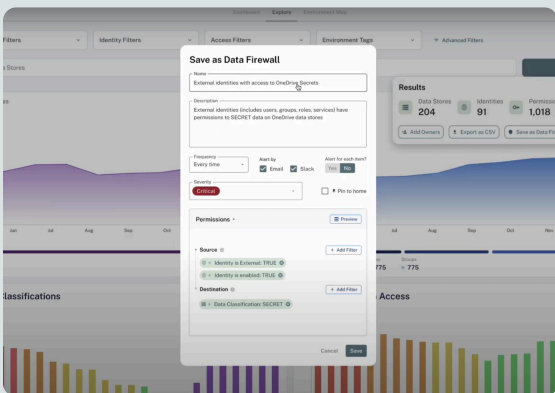 Dashboard Explore Environment Map
Filters Identity Filters Access Filters Environment Tags Advanced Filters
a Stores
Save as Data Firewall
Name
External identities with access to OneDrive Secrets
Description
External identities (includes users, groups, roles, services) have
permissions to SECRET data on OneDrive data stores
Frequency
Every time
Alert by
Email Slack
Alert for each item?
Yes No
Severity
Critical
Pin to home
Permissions
Preview
Source
+ Add Filter
Identity is External: TRUE
Identity is enabled: TRUE
Destination
+ Add Filter
Data Classification: SECRET
Cancel Save
Results
Data Stores Identities Permissio
204 91 1,018
Add Owners Export as CSV Save as Data Fir
Jun Jul Aug Sep Oct
Jul Aug Sep Oct Nov
Groups
775 775
Classifications
Access